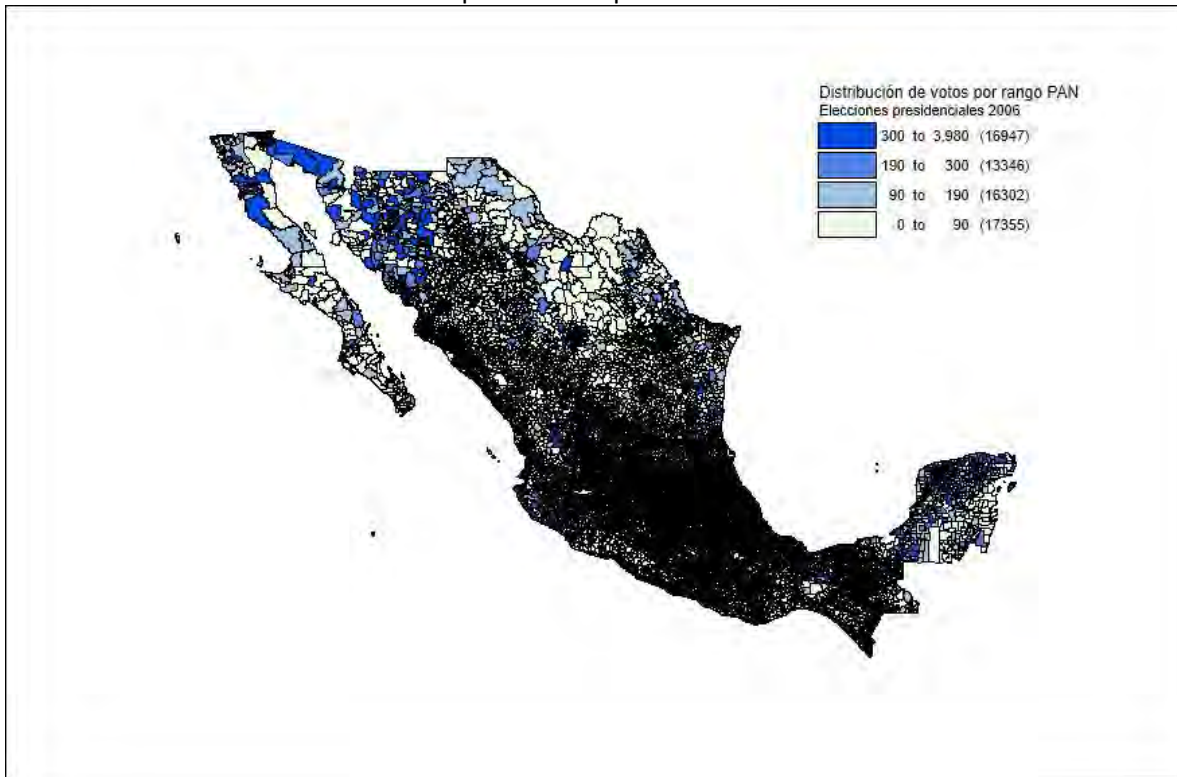 Distribución de votos por rango PAN
Elecciones presidenciales 2006
300 to 3,980 (16947)
190 to 300 (13346)
90 to 190 (16302)
0 to 90 (17355)